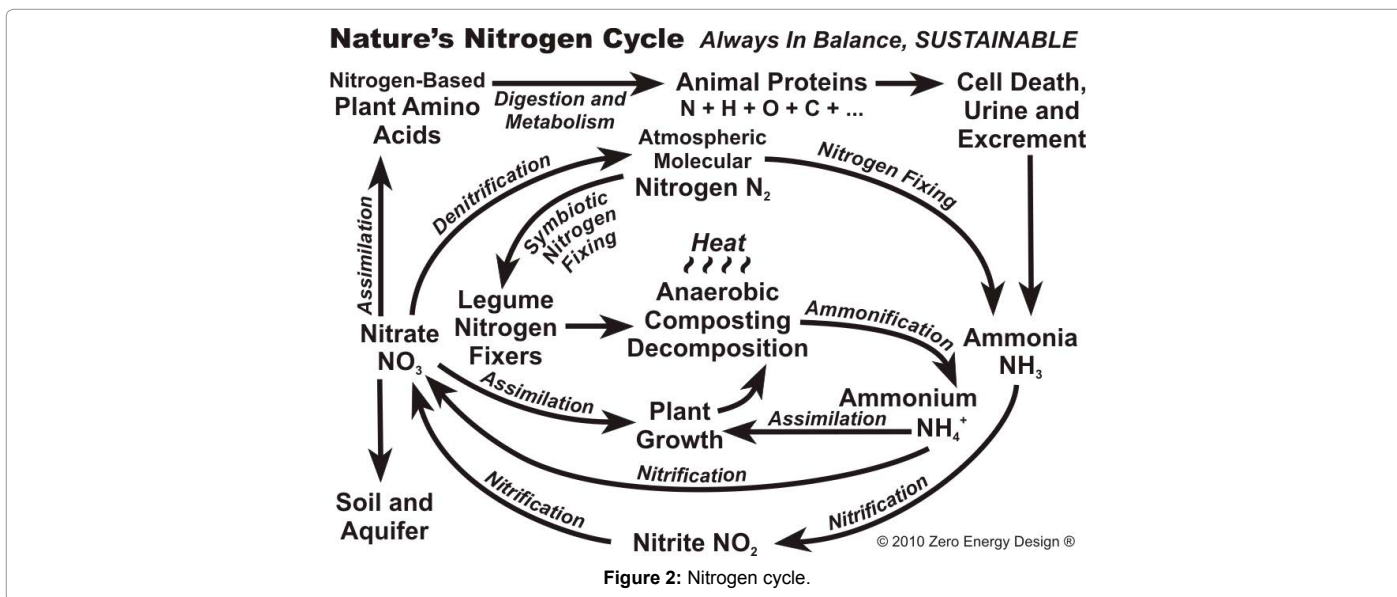 Nature's Nitrogen Cycle Always In Balance, SUSTAINABLE
Nitrogen-Based
Plant Amino
Acids
Digestion and
Metabolism
Animal Proteins
N + H + O + C + ...
Cell Death,
Urine and
Excrement
Atmospheric
Molecular
Nitrogen N₂
Denitrification
Nitrogen Fixing
Symbiotic
Nitrogen
Fixing
Assimilation
Heat
Anaerobic
Composting
Decomposition
Legume
Nitrogen
Fixers
Ammonification
Nitrate
NO₃
Ammonia
NH₃
Assimilation
Plant
Growth
Assimilation
Ammonium
NH₄⁺
Nitrification
Soil and
Aquifer
Nitrification
Nitrification
Nitrite NO₂
© 2010 Zero Energy Design ®
Figure 2: Nitrogen cycle.